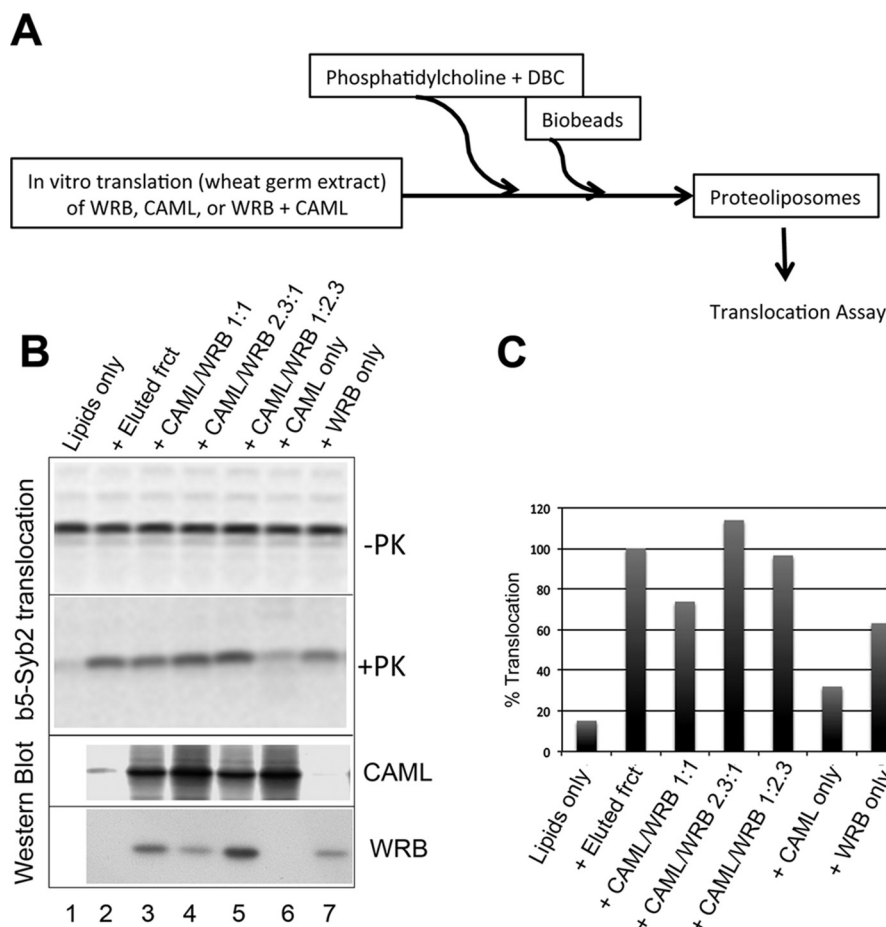 A
Phosphatidylcholine + DBC
Biobeads
In vitro translation (wheat germ extract)
of WRB, CAML, or WRB + CAML
Proteoliposomes
Translocation Assay
B
Lipids only
+ Eluted frct
+ CAML/WRB 1:1
+ CAML/WRB 2.3:1
+ CAML/WRB 1:2.3
+ CAML only
+ WRB only
b5-Syb2 translocation
-PK
+PK
Western Blot
CAML
WRB
1 2 3 4 5 6 7
C
% Translocation
120
100
80
60
40
20
0
Lipids only
+ Eluted frct
+ CAML/WRB 1:1
+ CAML/WRB 2.3:1
+ CAML/WRB 1:2.3
+ CAML only
+ WRB only